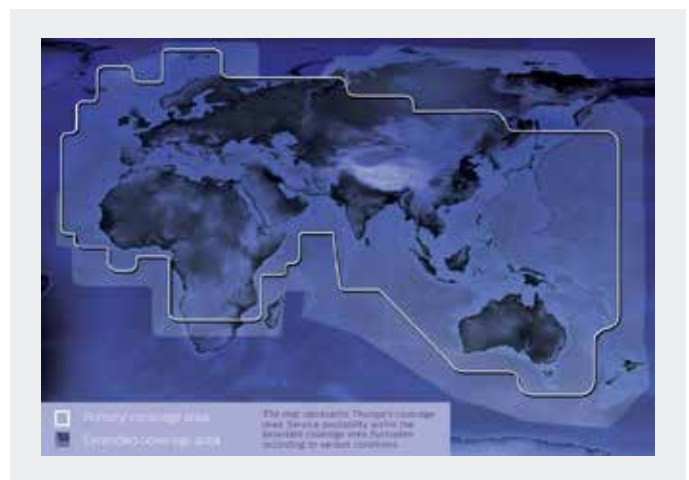 Primary coverage area
Extended coverage area
This map represents Thuraya's coverage
area. Service availability within the
extended coverage area fluctuates
according to various conditions.